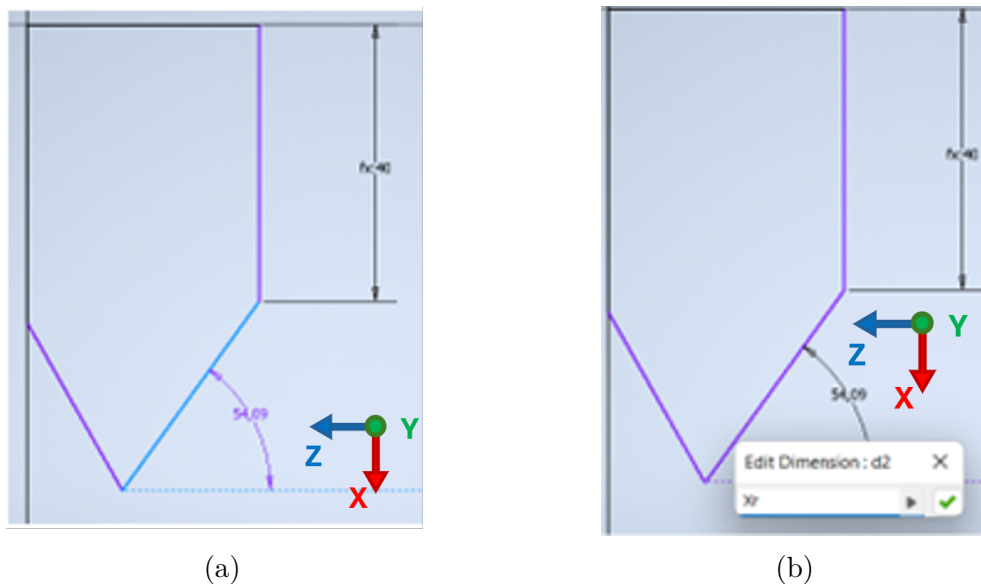 fx:40
54,09
Y
Z
X
(a)
fx:40
Y
Z
X
54,09
Edit Dimension : d2
Xr
(b)